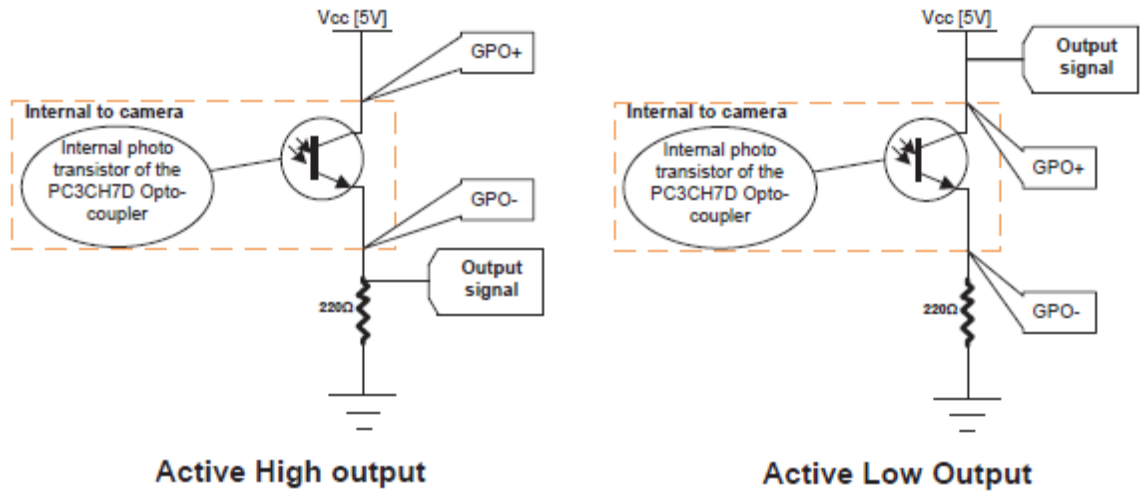 Vcc [5V]
GPO+
Internal to camera
Internal photo
transistor of the
PC3CH7D Opto-
coupler
GPO-
Output
signal
220Ω
Active High output
Vcc [5V]
Output
signal
Internal to camera
Internal photo
transistor of the
PC3CH7D Opto-
coupler
GPO+
220Ω
GPO-
Active Low Output